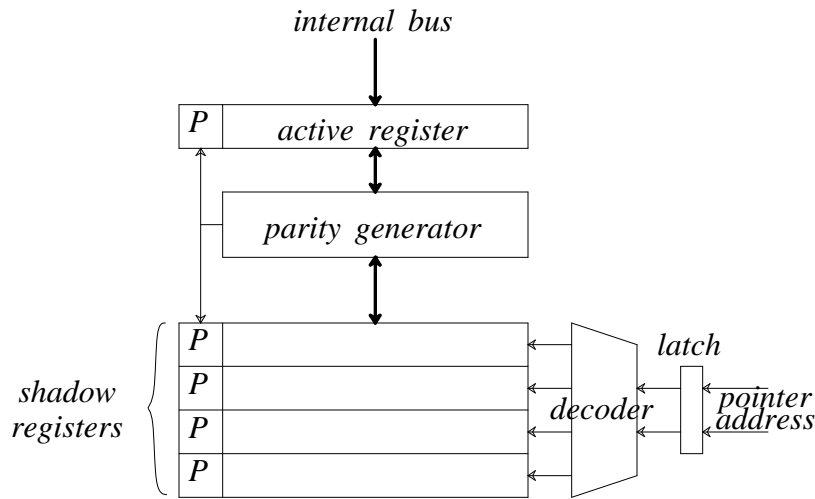 internal bus
P
active register
parity generator
P
P
P
P
shadow
registers
decoder
latch
pointer
address